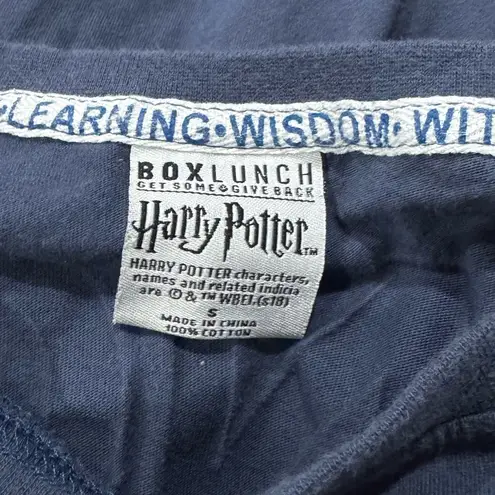 •LEARNING•WISDOM•WIT
BOXLUNCH
GET SOME GIVE BACK
Harry Potter™
HARRY POTTER characters,
names and related indicia
are © & ™ WBEI.(s18)
S
MADE IN CHINA
100% COTTON